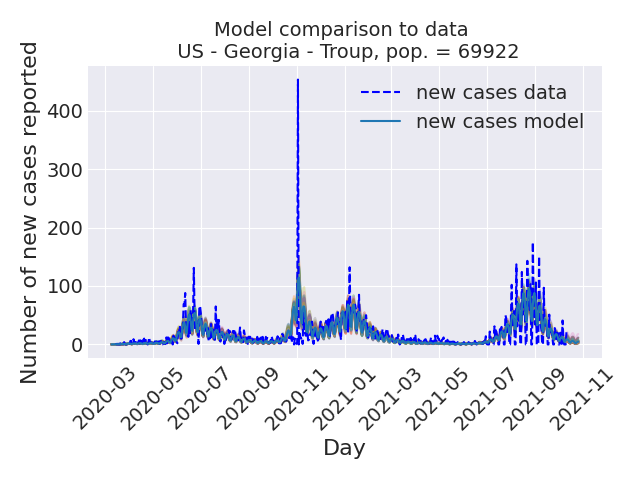 Model comparison to data
US - Georgia - Troup, pop. = 69922
Number of new cases reported
400
300
200
100
0
new cases data
new cases model
2020-03
2020-05
2020-07
2020-09
2020-11
2021-01
2021-03
2021-05
2021-07
2021-09
2021-11
Day